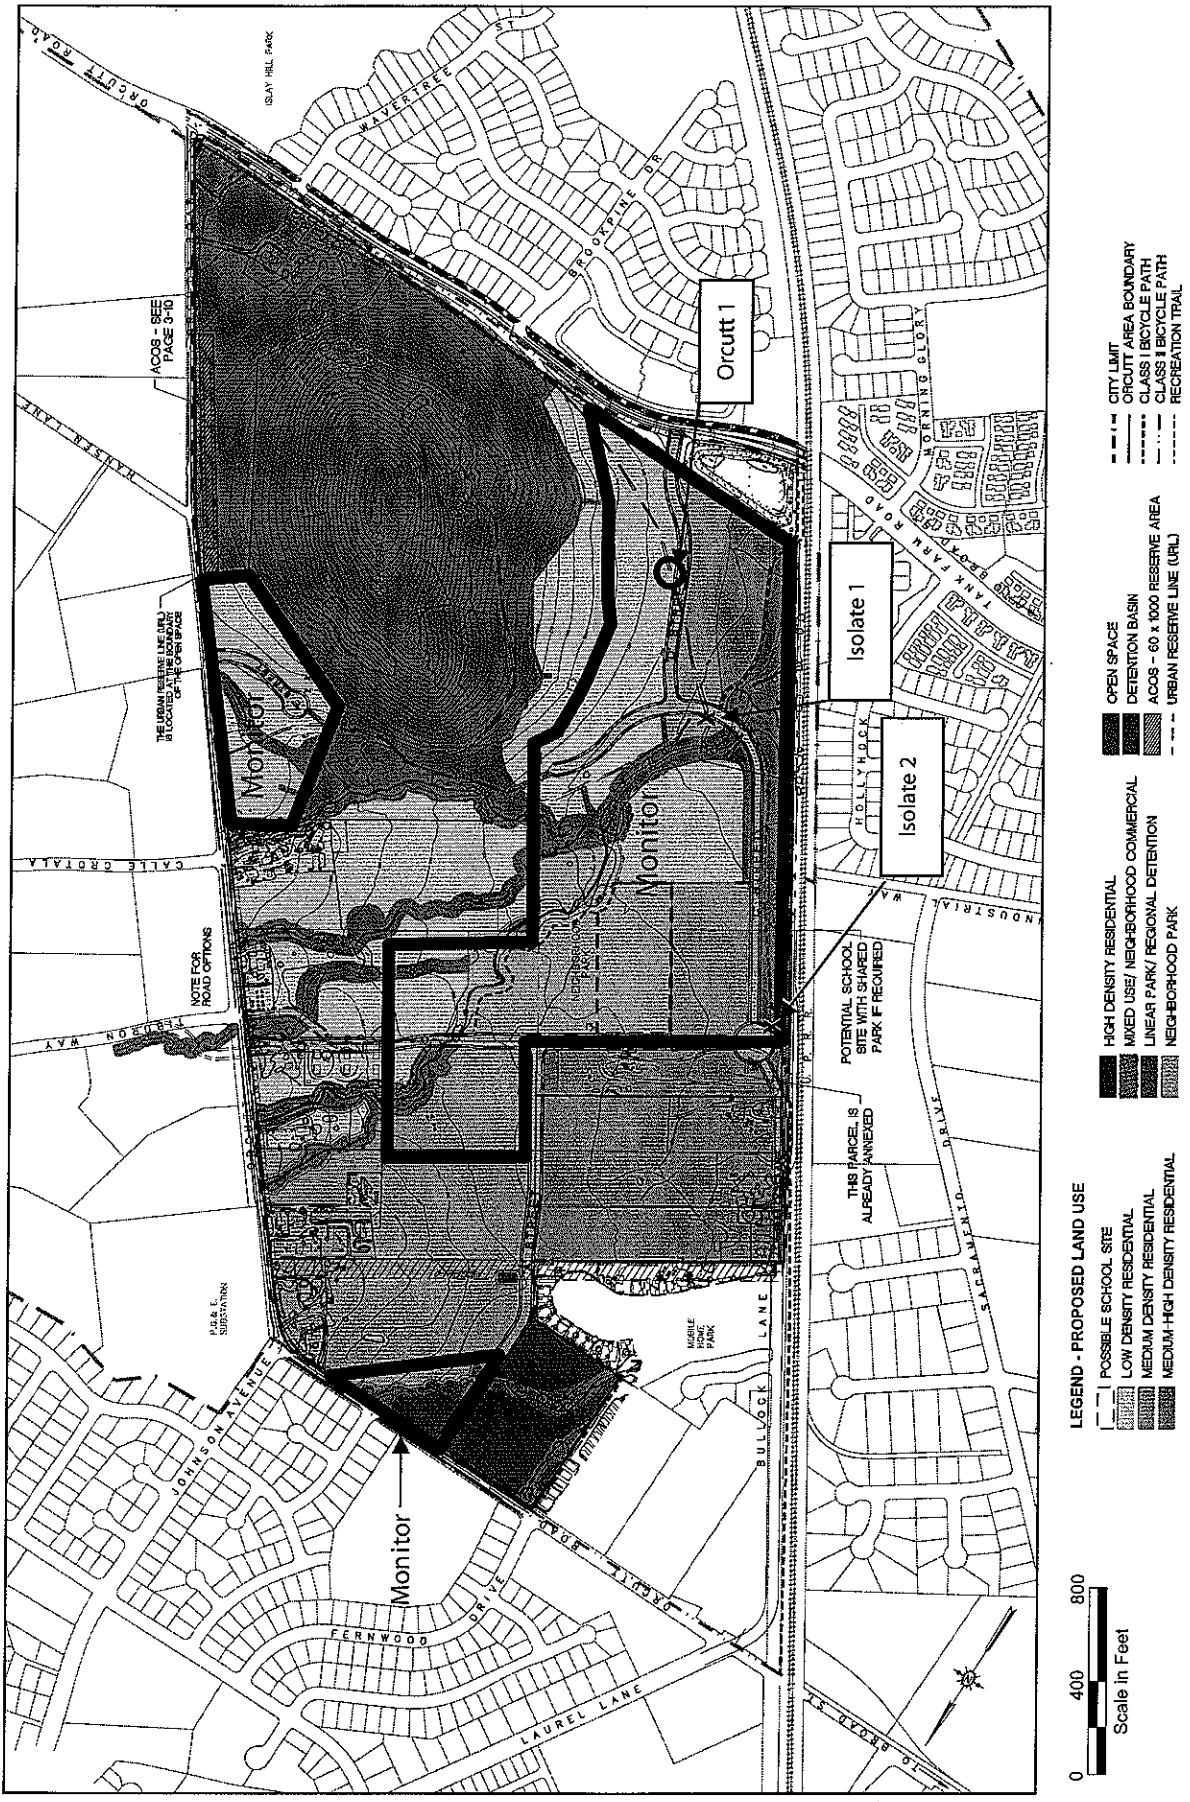 ORCUTT ROAD
ISLAY HILL PARK
WAVERTREE ST
BROOKPINE DR
ACOS - SEE
PAGE 3-10
HANSEN LANE
THE URBAN RESERVE LINE (URL)
IS LOCATED AT THE BOUNDARY
OF THE OPEN SPACE
Monitor
Orcutt 1
CALLE CROTALA
NOTE FOR
ROAD OPTIONS
TIBURON WAY
NEIGHBORHOOD
PARK
Monitor
Isolate 1
Isolate 2
MORNING GLORY
TANK FARM ROAD
BROAD
HOLLYHOCK
INDUSTRIAL WAY
U.P.R.R.
POTENTIAL SCHOOL
SITE WITH SHARED
PARK IF REQUIRED
THIS PARCEL IS
ALREADY ANNEXED
SACRAMENTO DRIVE
P.G. & E.
SUBSTATION
MOBILE
HOME
PARK
BULLOCK LANE
JOHNSON AVENUE
Monitor
FERNWOOD DRIVE
ORCUTT ROAD
LAUREL LANE
TO BROAD ST.
0 400 800
Scale in Feet
N
LEGEND - PROPOSED LAND USE
POSSIBLE SCHOOL SITE
LOW DENSITY RESIDENTIAL
MEDIUM DENSITY RESIDENTIAL
MEDIUM-HIGH DENSITY RESIDENTIAL
HIGH DENSITY RESIDENTIAL
MIXED USE/ NEIGHBORHOOD COMMERCIAL
LINEAR PARK/ REGIONAL DETENTION
NEIGHBORHOOD PARK
OPEN SPACE
DETENTION BASIN
ACOS - 60 x 1000 RESERVE AREA
URBAN RESERVE LINE (URL)
CITY LIMIT
ORCUTT AREA BOUNDARY
CLASS I BICYCLE PATH
CLASS II BICYCLE PATH
RECREATION TRAIL